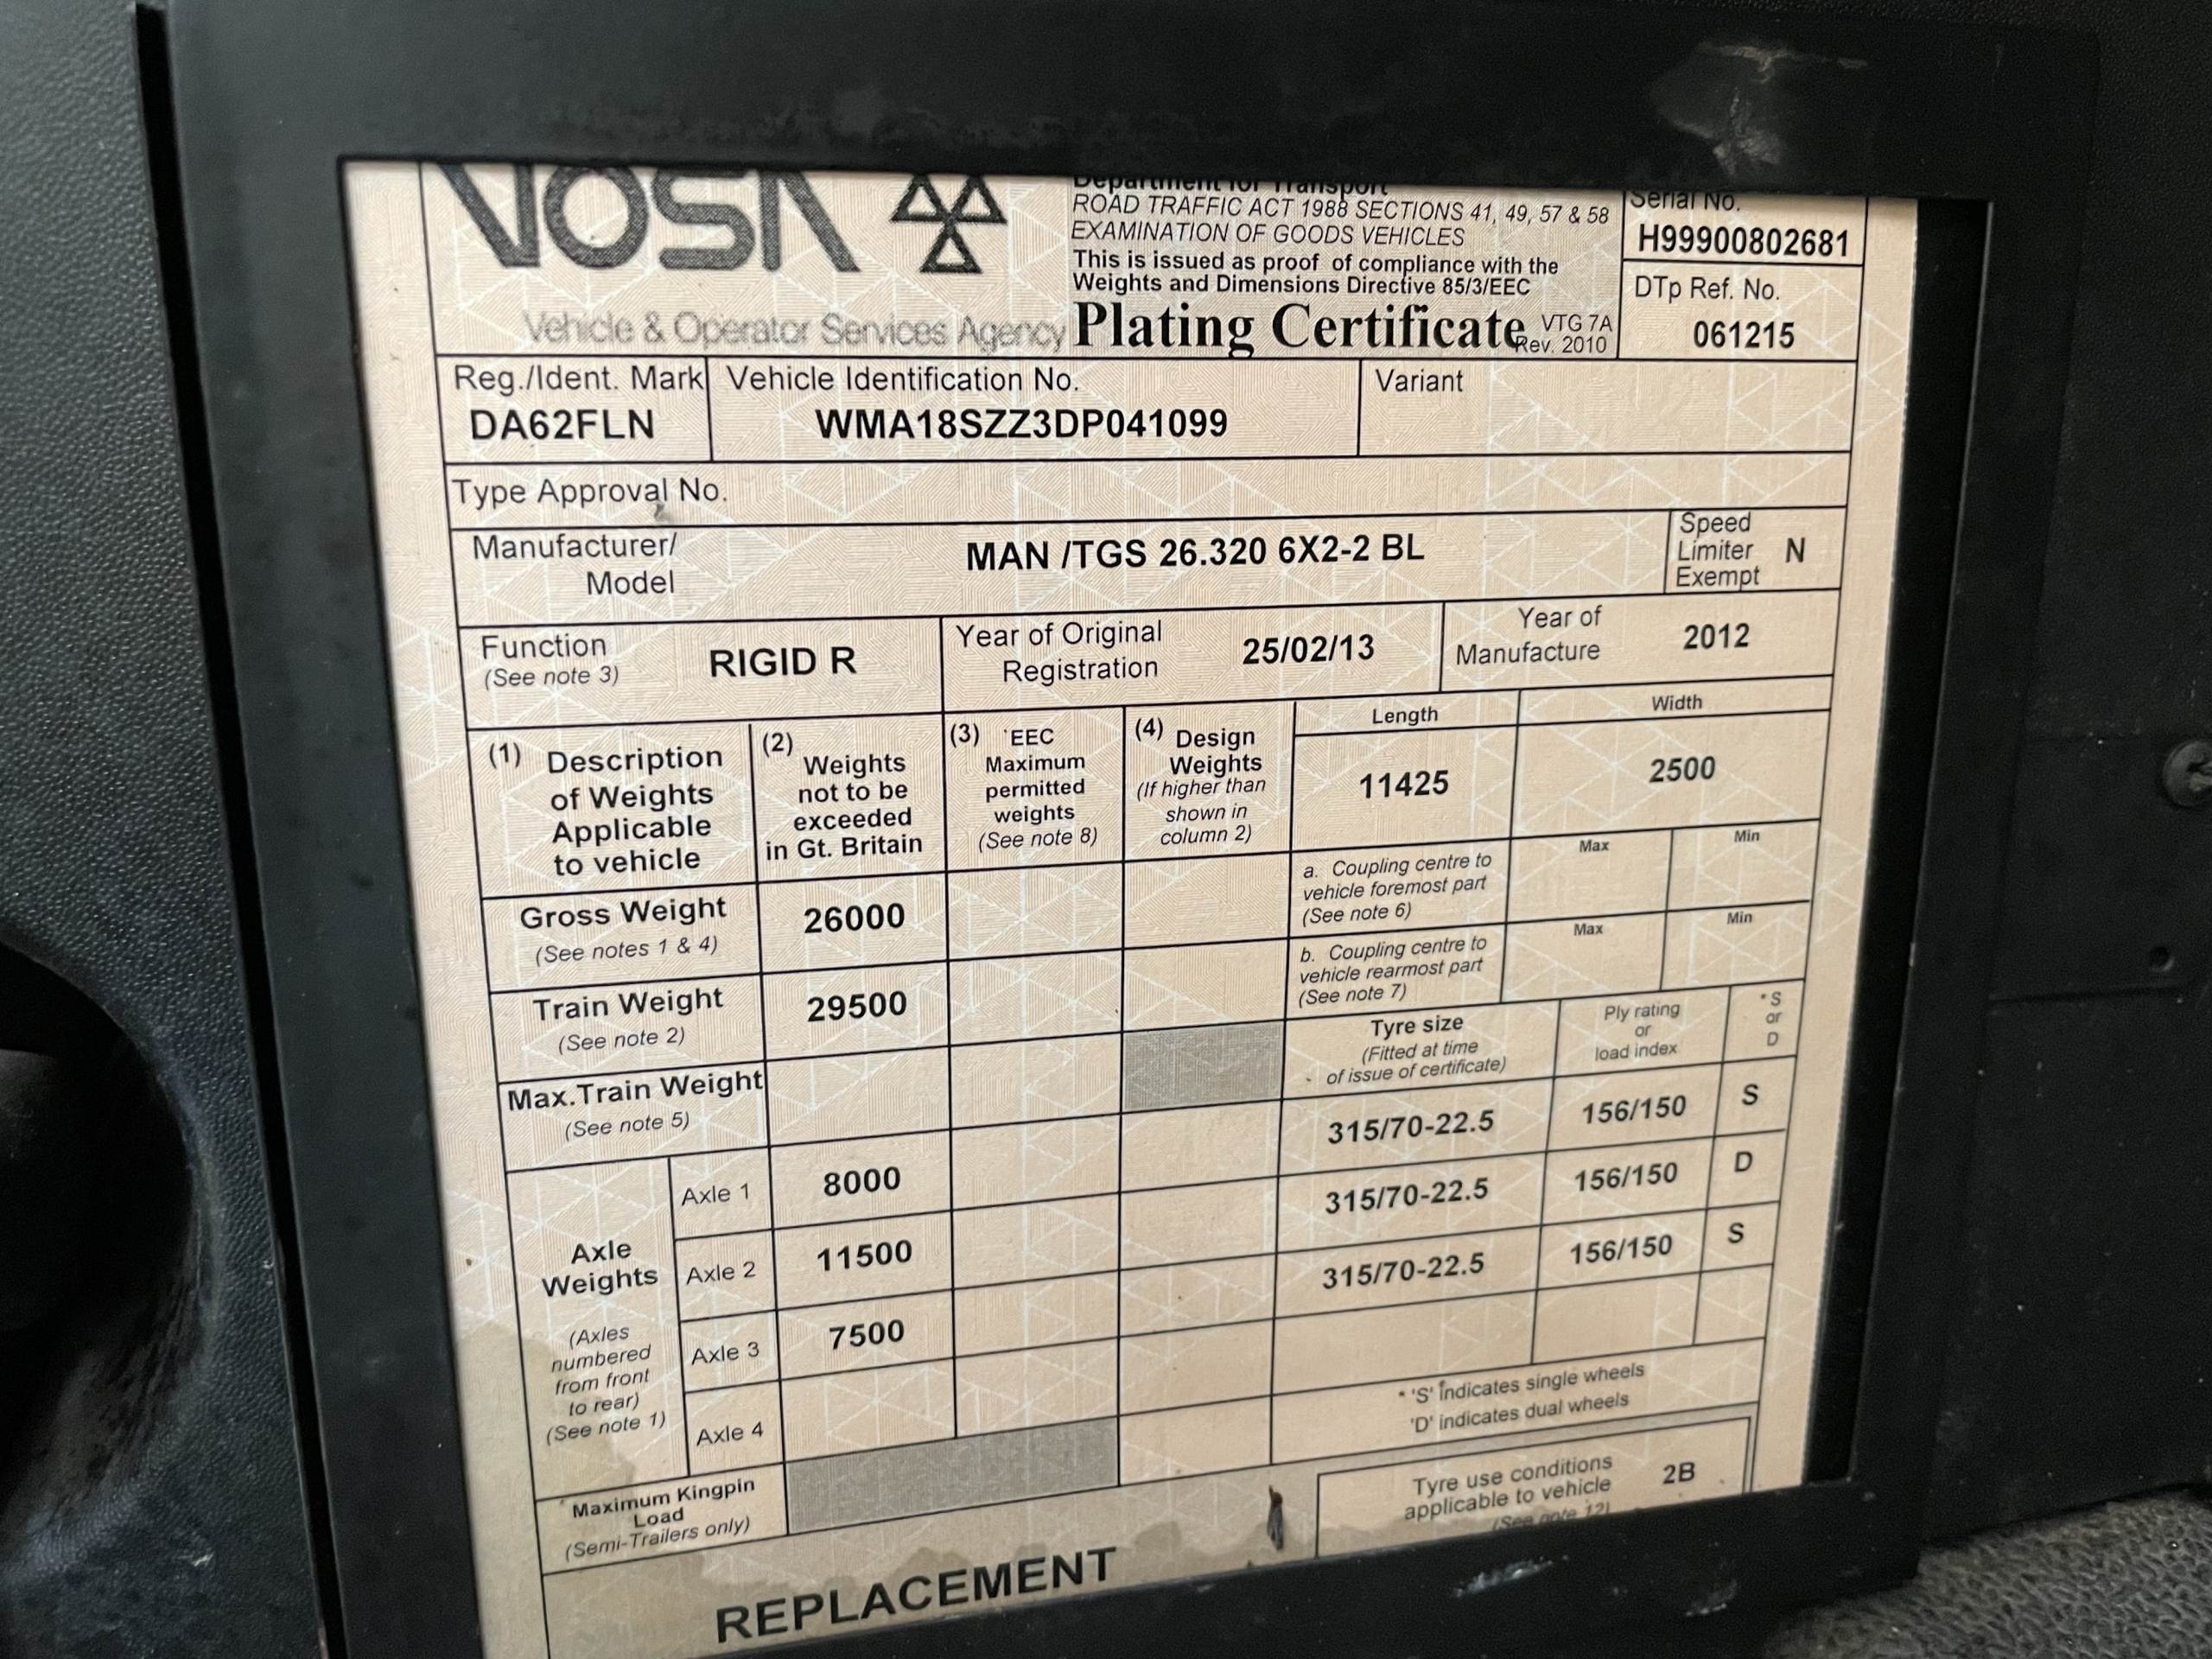 VOSA
Department for Transport
ROAD TRAFFIC ACT 1988 SECTIONS 41, 49, 57 & 58
EXAMINATION OF GOODS VEHICLES
This is issued as proof of compliance with the
Weights and Dimensions Directive 85/3/EEC
Vehicle & Operator Services Agency
Plating Certificate
VTG 7A
Rev. 2010
Serial No.
H99900802681
DTp Ref. No.
061215
Reg./Ident. Mark
DA62FLN
Vehicle Identification No.
WMA18SZZ3DP041099
Variant
Type Approval No.
Manufacturer/
Model
MAN /TGS 26.320 6X2-2 BL
Speed
Limiter
Exempt
N
Function
(See note 3)
RIGID R
Year of Original
Registration
25/02/13
Year of
Manufacture
2012
(1) Description
of Weights
Applicable
to vehicle
(2)
Weights
not to be
exceeded
in Gt. Britain
(3) EEC
Maximum
permitted
weights
(See note 8)
(4) Design
Weights
(If higher than
shown in
column 2)
Length
11425
Width
2500
Gross Weight
(See notes 1 & 4)
26000
a. Coupling centre to
vehicle foremost part
(See note 6)
Max
Min
Train Weight
(See note 2)
29500
b. Coupling centre to
vehicle rearmost part
(See note 7)
Max
Min
Max.Train Weight
(See note 5)
Tyre size
(Fitted at time
of issue of certificate)
Ply rating
or
load index
* S
or
D
Axle
Weights
(Axles
numbered
from front
to rear)
(See note 1)
Axle 1
8000
315/70-22.5
156/150
S
Axle 2
11500
315/70-22.5
156/150
D
Axle 3
7500
315/70-22.5
156/150
S
Axle 4
* 'S' indicates single wheels
'D' indicates dual wheels
Maximum Kingpin
Load
(Semi-Trailers only)
Tyre use conditions
applicable to vehicle
(See note 12)
2B
REPLACEMENT